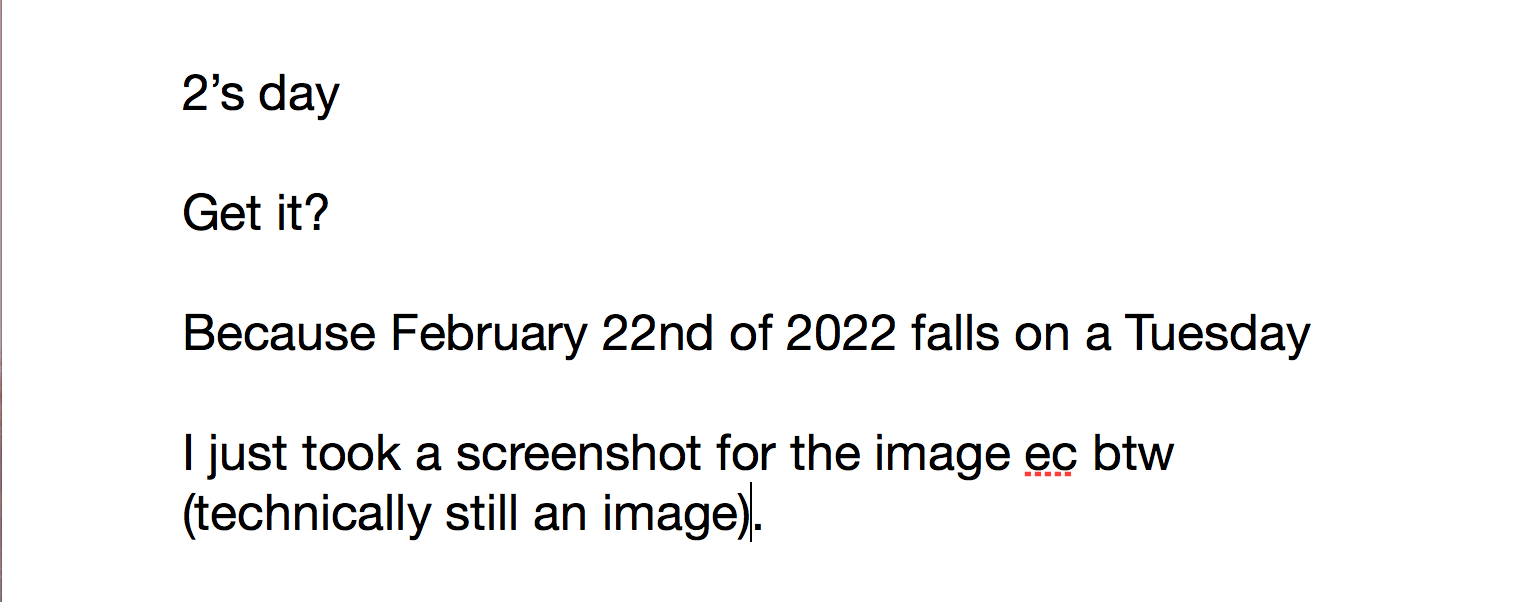 2’s day
Get it?
Because February 22nd of 2022 falls on a Tuesday
I just took a screenshot for the image ec btw
(technically still an image).